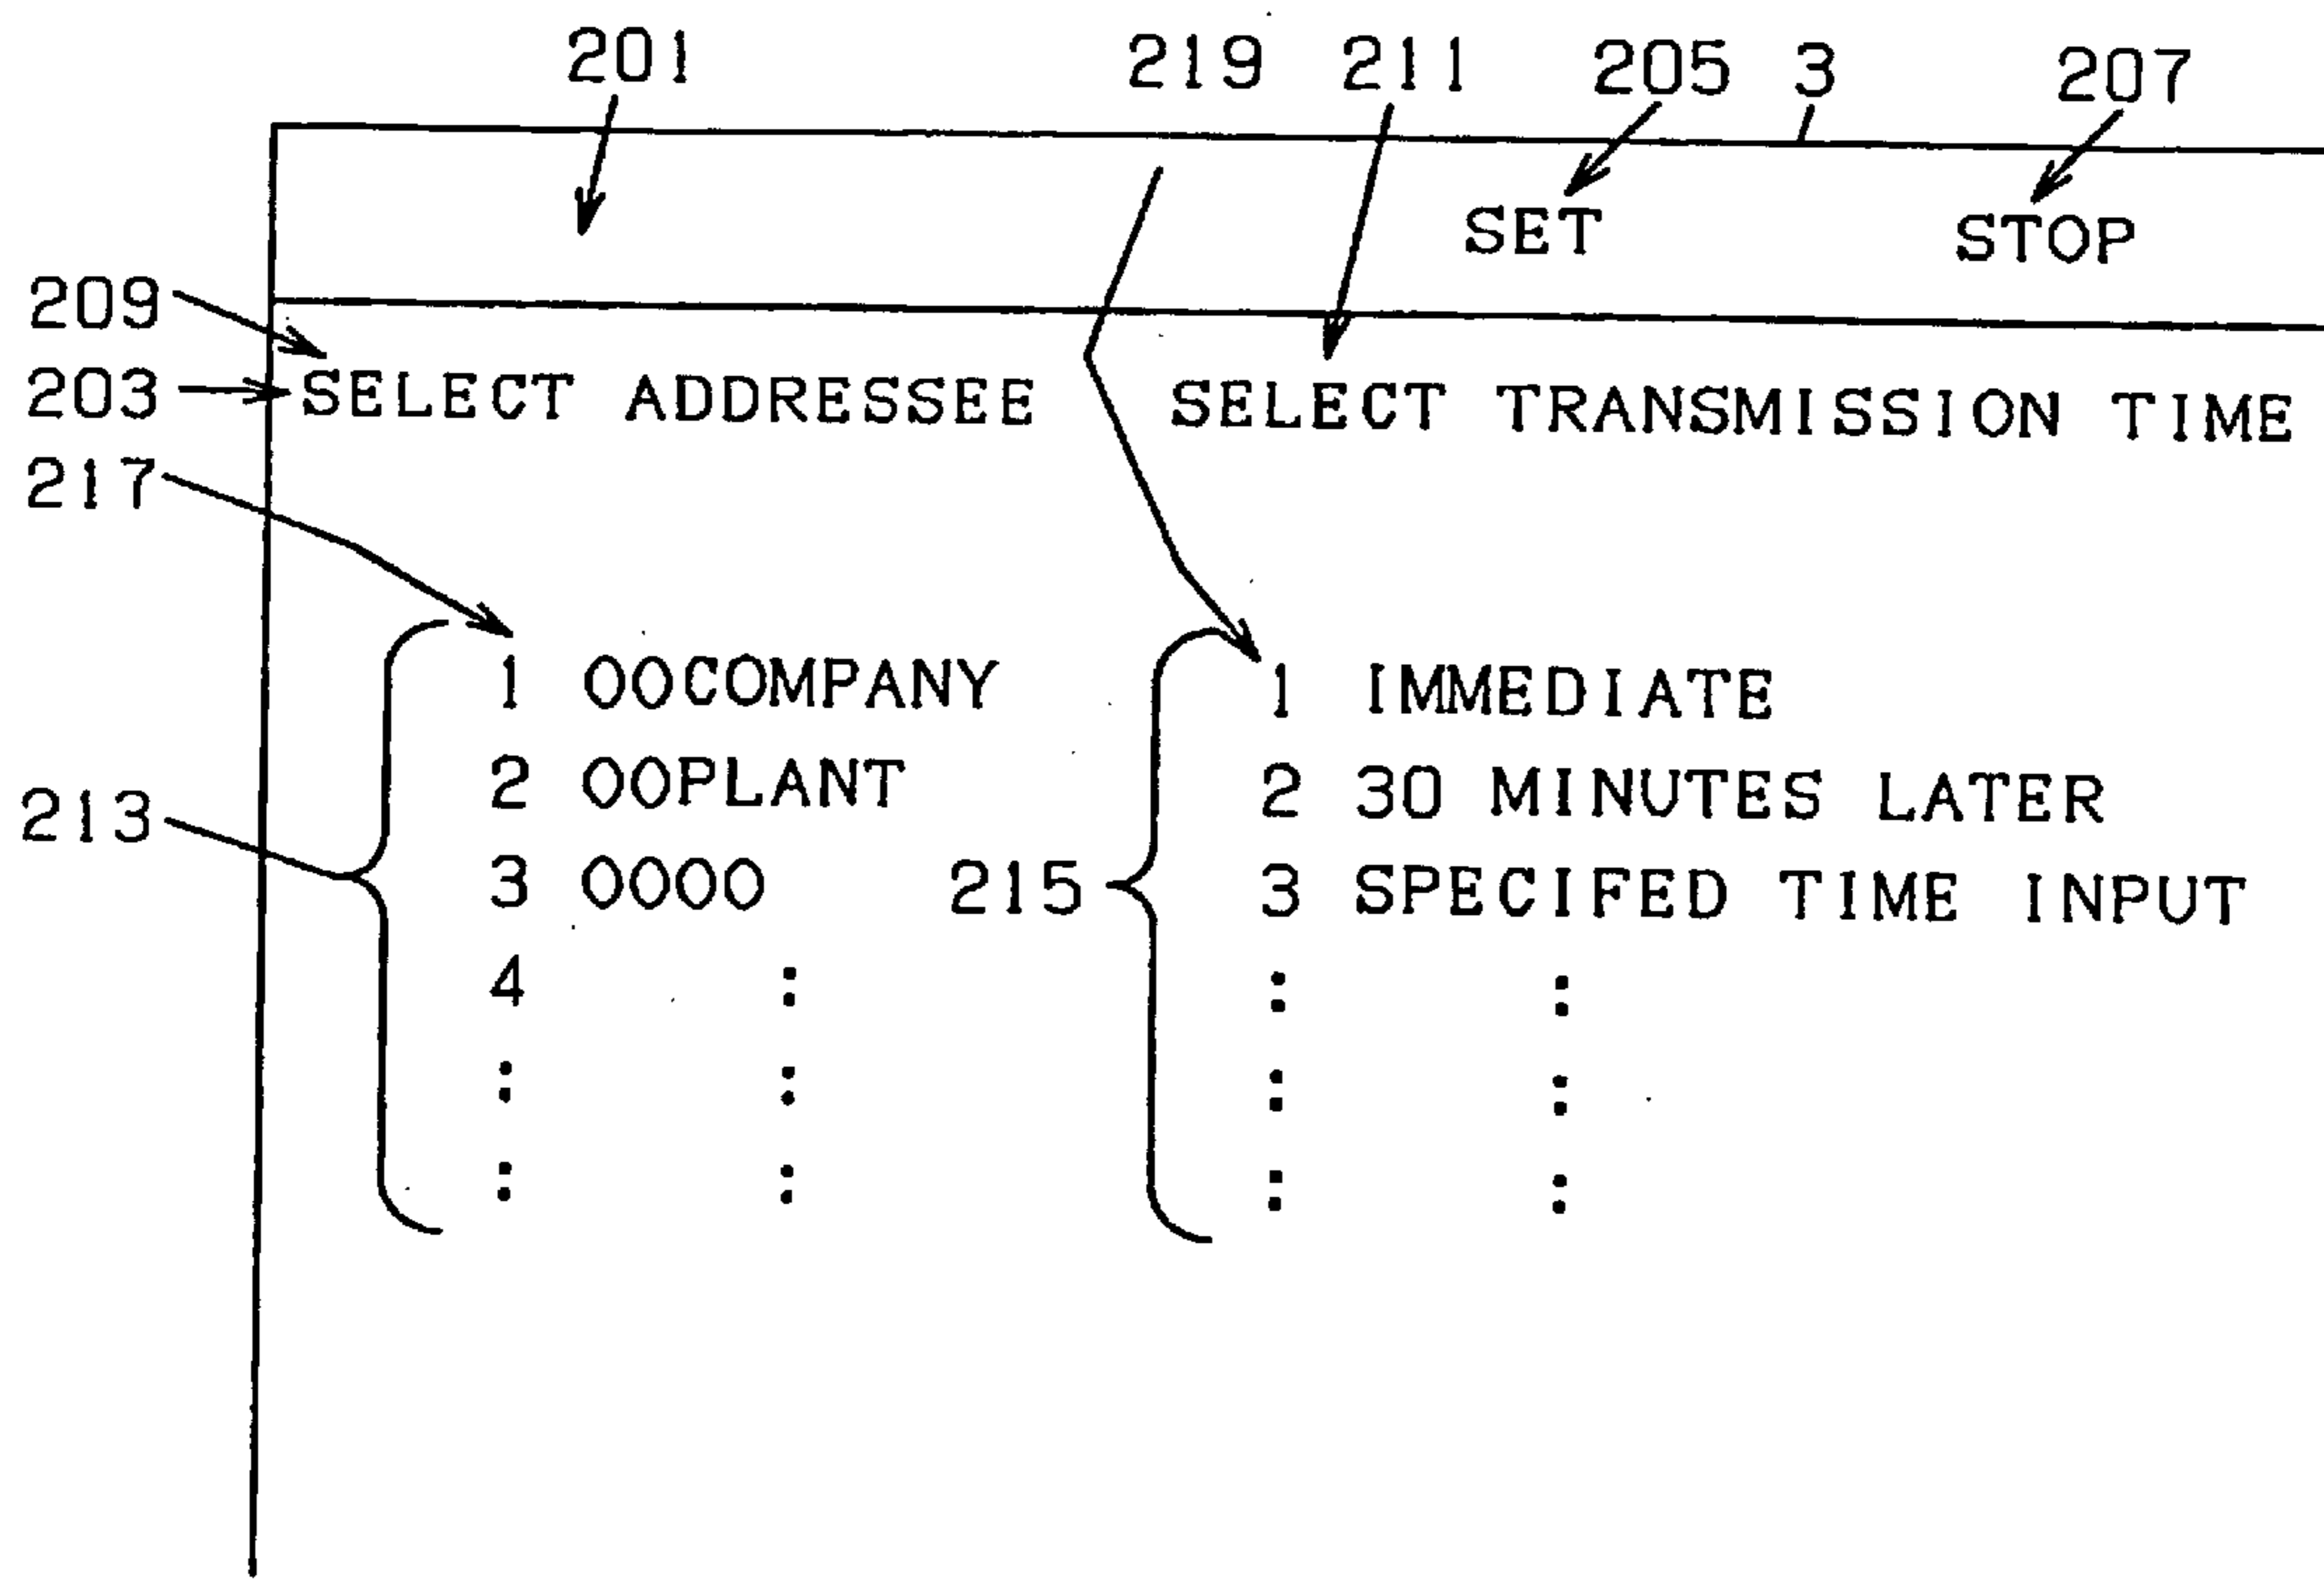 201 219 211 205 3 207
SET STOP
209
203 SELECT ADDRESSEE SELECT TRANSMISSION TIME
217
1 OOCOMPANY 1 IMMEDIATE
2 OOPLANT 2 30 MINUTES LATER
213
3 OOOO 215 3 SPECIFED TIME INPUT
4 : : :
: : : :
: : : :